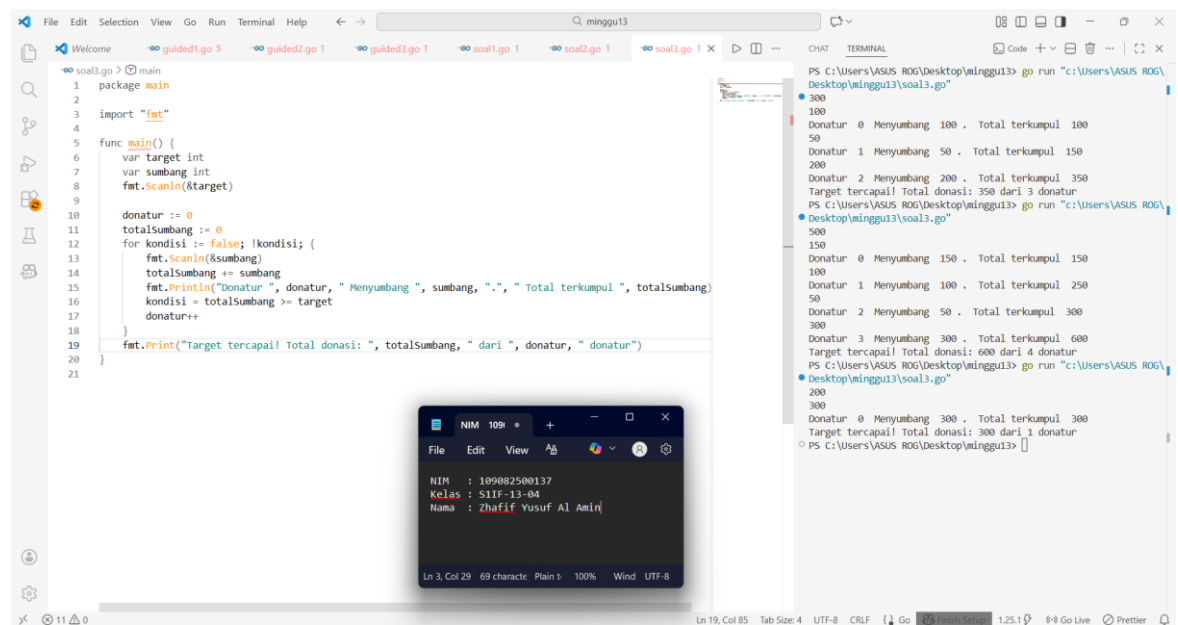 File Edit Selection View Go Run Terminal Help
minggu13
Welcome guided1.go 5 guided2.go 1 guided3.go 1 soal1.go 1 soal2.go 1 soal3.go 1
soal3.go > main
1 package main
2
3 import "fmt"
4
5 func main() {
6 var target int
7 var sumbang int
8 fmt.Scanln(&target)
9
10 donatur := 0
11 totalSumbang := 0
12 for kondisi := false; !kondisi; {
13 fmt.Scanln(&sumbang)
14 totalSumbang += sumbang
15 fmt.Println("Donatur ", donatur, " Menyumbang ", sumbang, ".", " Total terkumpul ", totalSumbang)
16 kondisi = totalSumbang >= target
17 donatur++
18 }
19 fmt.Print("Target tercapai! Total donasi: ", totalSumbang, " dari ", donatur, " donatur")
20 }
21
CHAT TERMINAL
Code
PS C:\Users\ASUS ROG\Desktop\minggu13> go run "c:\Users\ASUS ROG\
Desktop\minggu13\soal3.go"
300
100
Donatur 0 Menyumbang 100 . Total terkumpul 100
50
Donatur 1 Menyumbang 50 . Total terkumpul 150
200
Donatur 2 Menyumbang 200 . Total terkumpul 350
Target tercapai! Total donasi: 350 dari 3 donatur
PS C:\Users\ASUS ROG\Desktop\minggu13> go run "c:\Users\ASUS ROG\
Desktop\minggu13\soal3.go"
500
150
Donatur 0 Menyumbang 150 . Total terkumpul 150
100
Donatur 1 Menyumbang 100 . Total terkumpul 250
50
Donatur 2 Menyumbang 50 . Total terkumpul 300
300
Donatur 3 Menyumbang 300 . Total terkumpul 600
Target tercapai! Total donasi: 600 dari 4 donatur
PS C:\Users\ASUS ROG\Desktop\minggu13> go run "c:\Users\ASUS ROG\
Desktop\minggu13\soal3.go"
200
300
Donatur 0 Menyumbang 300 . Total terkumpul 300
Target tercapai! Total donasi: 300 dari 1 donatur
PS C:\Users\ASUS ROG\Desktop\minggu13>
NIM
File Edit View
NIM : 109082500137
Kelas : S1IF-13-04
Nama : Zhafif Yusuf Al Amin
Ln 3, Col 29 69 characte Plain t 100% Wind UTF-8
11 0
Ln 19, Col 85 Tab Size: 4 UTF-8 CRLF Go Finish Setup 1.25.1 Go Live Prettier